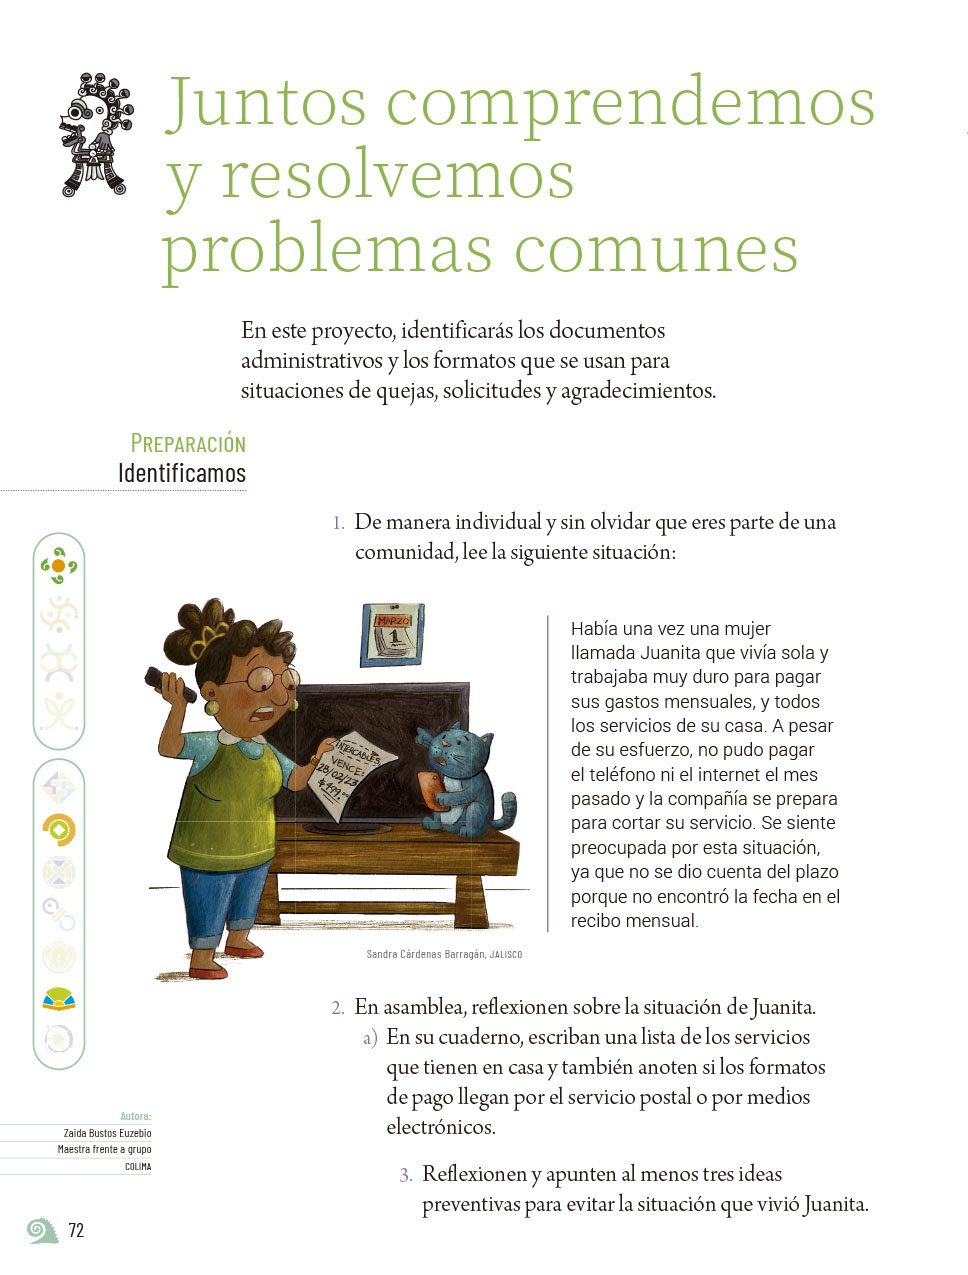 Juntos comprendemos
y resolvemos
problemas comunes
En este proyecto, identificarás los documentos
administrativos y los formatos que se usan para
situaciones de quejas, solicitudes y agradecimientos.
PREPARACIÓN
Identificamos
1. De manera individual y sin olvidar que eres parte de una
comunidad, lee la siguiente situación:
MARZO
1
INTERCABLES
VENCE:
28/02/23
$499.00
Había una vez una mujer
llamada Juanita que vivía sola y
trabajaba muy duro para pagar
sus gastos mensuales, y todos
los servicios de su casa. A pesar
de su esfuerzo, no pudo pagar
el teléfono ni el internet el mes
pasado y la compañía se prepara
para cortar su servicio. Se siente
preocupada por esta situación,
ya que no se dio cuenta del plazo
porque no encontró la fecha en el
recibo mensual.
Sandra Cárdenas Barragán, JALISCO
2. En asamblea, reflexionen sobre la situación de Juanita.
a) En su cuaderno, escriban una lista de los servicios
que tienen en casa y también anoten si los formatos
de pago llegan por el servicio postal o por medios
electrónicos.
3. Reflexionen y apunten al menos tres ideas
preventivas para evitar la situación que vivió Juanita.
Autora:
Zaida Bustos Euzebio
Maestra frente a grupo
COLIMA
72